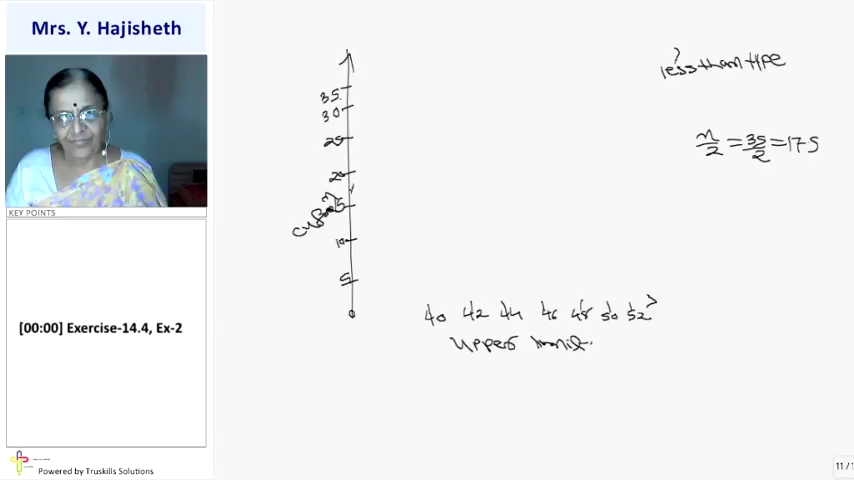 Mrs. Y. Hajisheth
KEY POINTS
[00:00] Exercise-14.4, Ex-2
Powered by Truskills Solutions
less than type
n/2 = 35/2 = 17.5
35
30
25
20
15
10
5
0
40 42 44 46 48 50 52
upper limit
11/1